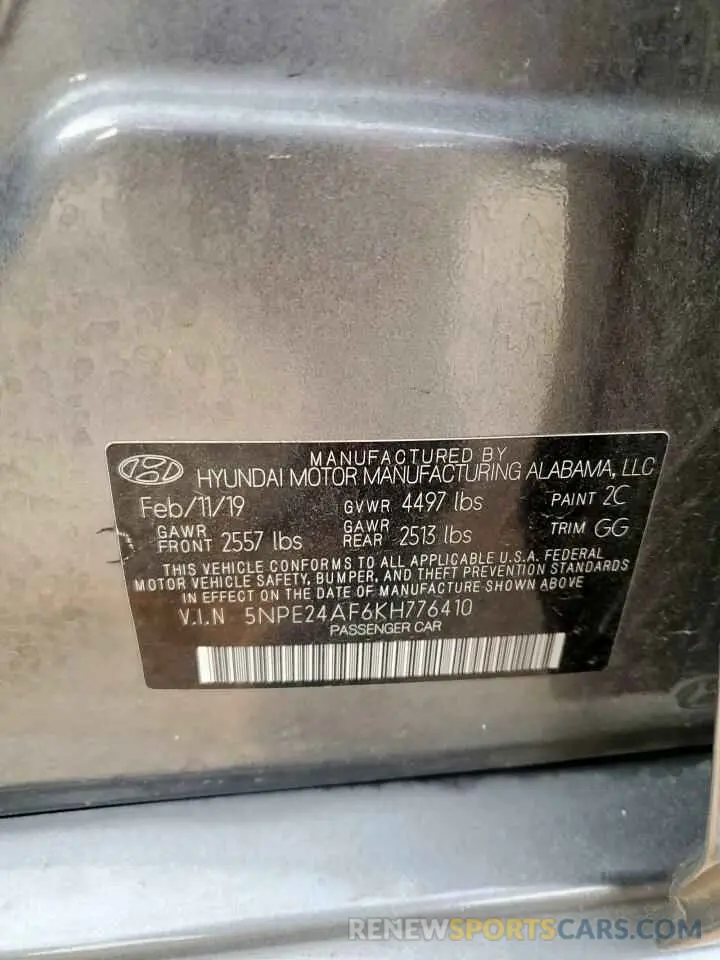 MANUFACTURED BY
HYUNDAI MOTOR MANUFACTURING ALABAMA, LLC
Feb/11/19 GVWR 4497 lbs PAINT 2C
GAWR FRONT 2557 lbs GAWR REAR 2513 lbs TRIM GG
THIS VEHICLE CONFORMS TO ALL APPLICABLE U.S.A. FEDERAL
MOTOR VEHICLE SAFETY, BUMPER, AND THEFT PREVENTION STANDARDS
IN EFFECT ON THE DATE OF MANUFACTURE SHOWN ABOVE
V.I.N 5NPE24AF6KH776410
PASSENGER CAR
RENEWSPORTSCARS.COM